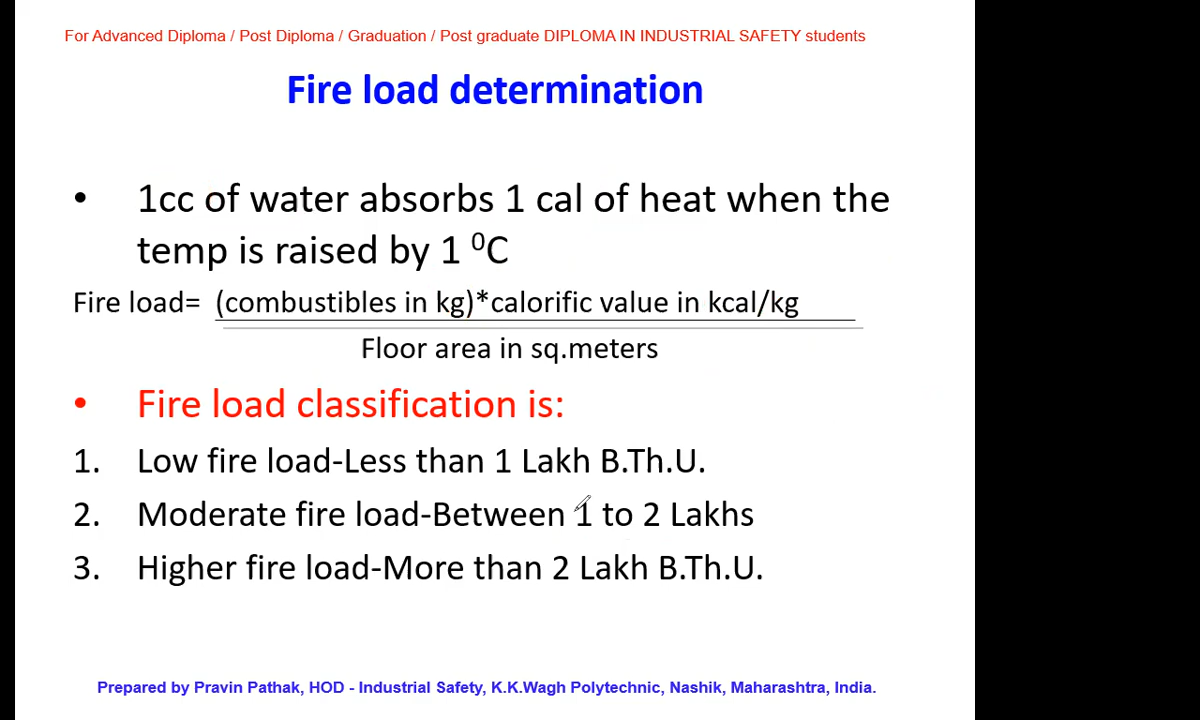 For Advanced Diploma / Post Diploma / Graduation / Post graduate DIPLOMA IN INDUSTRIAL SAFETY students
Fire load determination
• 1cc of water absorbs 1 cal of heat when the
temp is raised by 1 ⁰C
Fire load= (combustibles in kg)*calorific value in kcal/kg
Floor area in sq.meters
• Fire load classification is:
1. Low fire load-Less than 1 Lakh B.Th.U.
2. Moderate fire load-Between 1 to 2 Lakhs
3. Higher fire load-More than 2 Lakh B.Th.U.
Prepared by Pravin Pathak, HOD - Industrial Safety, K.K.Wagh Polytechnic, Nashik, Maharashtra, India.